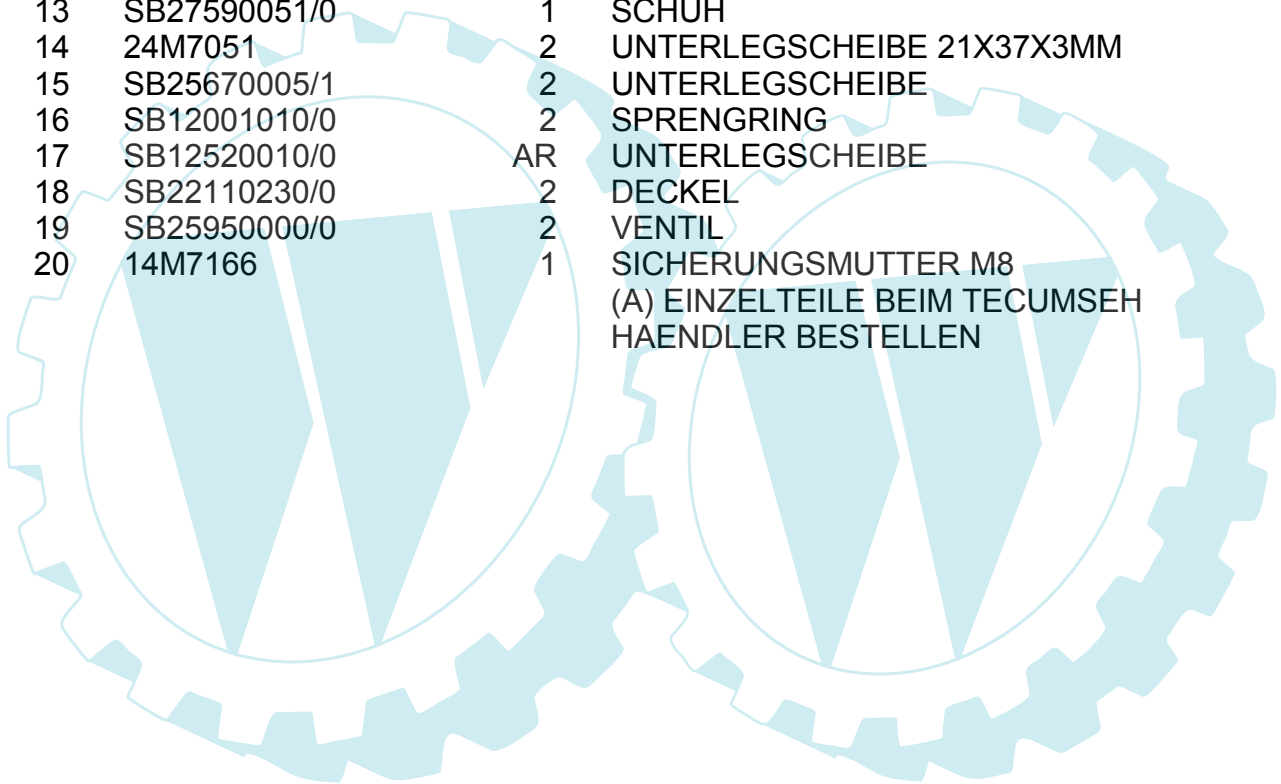 13 SB27590051/0 1 SCHUH
14 24M7051 2 UNTERLEGSCHEIBE 21X37X3MM
15 SB25670005/1 2 UNTERLEGSCHEIBE
16 SB12001010/0 2 SPRENGRING
17 SB12520010/0 AR UNTERLEGSCHEIBE
18 SB22110230/0 2 DECKEL
19 SB25950000/0 2 VENTIL
20 14M7166 1 SICHERUNGSMUTTER M8
(A) EINZELTEILE BEIM TECUMSEH
HAENDLER BESTELLEN